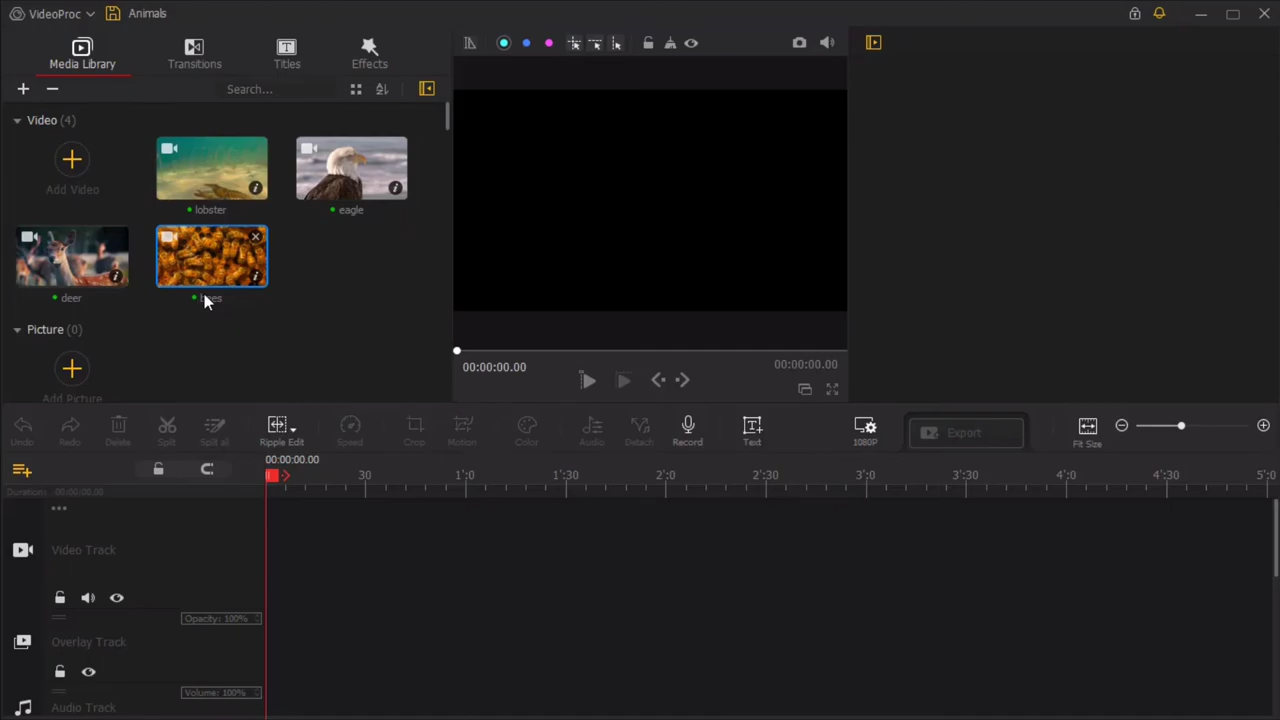 VideoProc
Animals
Media Library
Transitions
Titles
Effects
Search...
Video (4)
Add Video
lobster
eagle
deer
bees
Picture (0)
Add Picture
00:00:00.00
00:00:00.00
Undo
Redo
Delete
Split
Split all
Ripple Edit
Speed
Crop
Motion
Color
Audio
Detach
Record
Text
1080P
Export
Fit Size
00:00:00.00
30
1':0
1':30
2':0
2':30
3':0
3':30
4':0
4':30
5':0
Duration: 00:00:00.00
Video Track
Opacity: 100%
Overlay Track
Volume: 100%
Audio Track